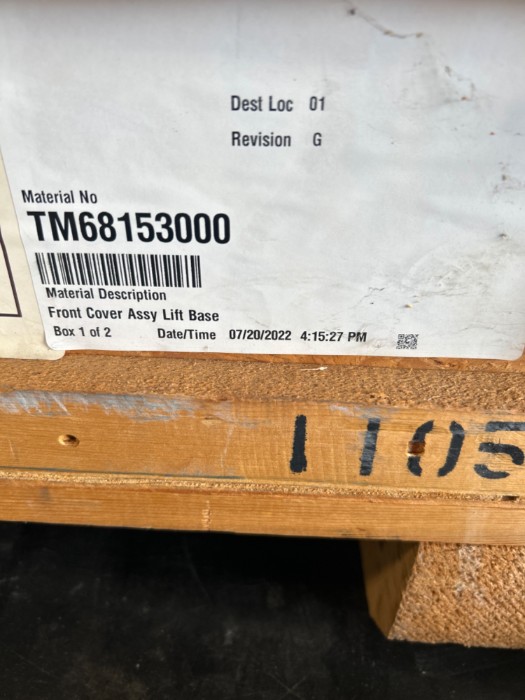 Dest Loc 01
Revision G
Material No
TM68153000
Material Description
Front Cover Assy Lift Base
Box 1 of 2 Date/Time 07/20/2022 4:15:27 PM
1105